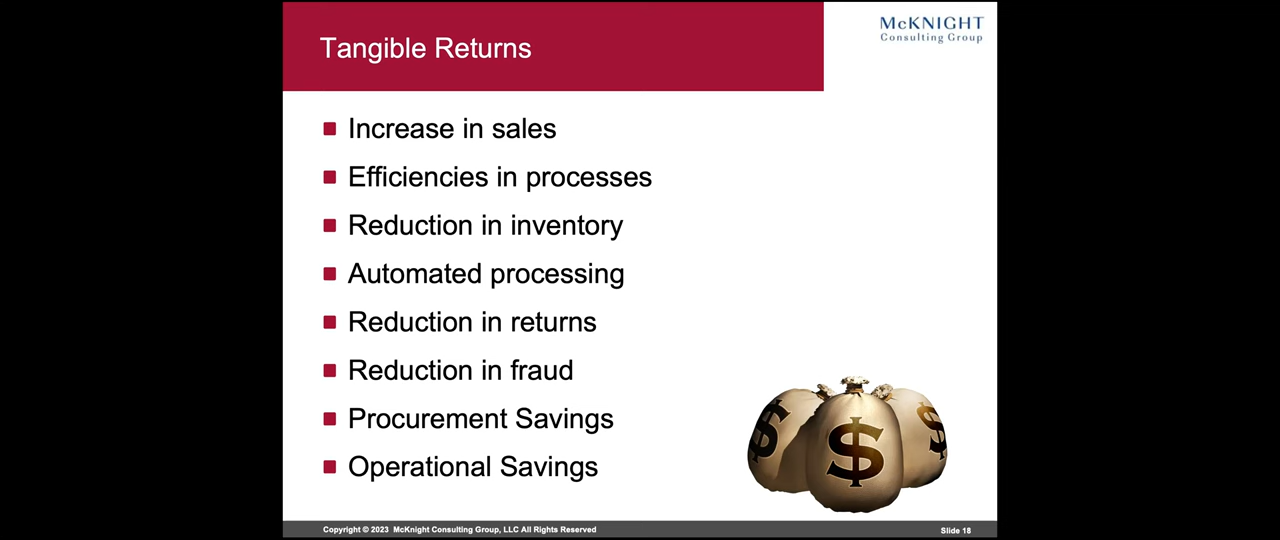 Tangible Returns
McKNIGHT
Consulting Group
Increase in sales
Efficiencies in processes
Reduction in inventory
Automated processing
Reduction in returns
Reduction in fraud
Procurement Savings
Operational Savings
$ $ $
Copyright © 2023 McKnight Consulting Group, LLC All Rights Reserved
Slide 18